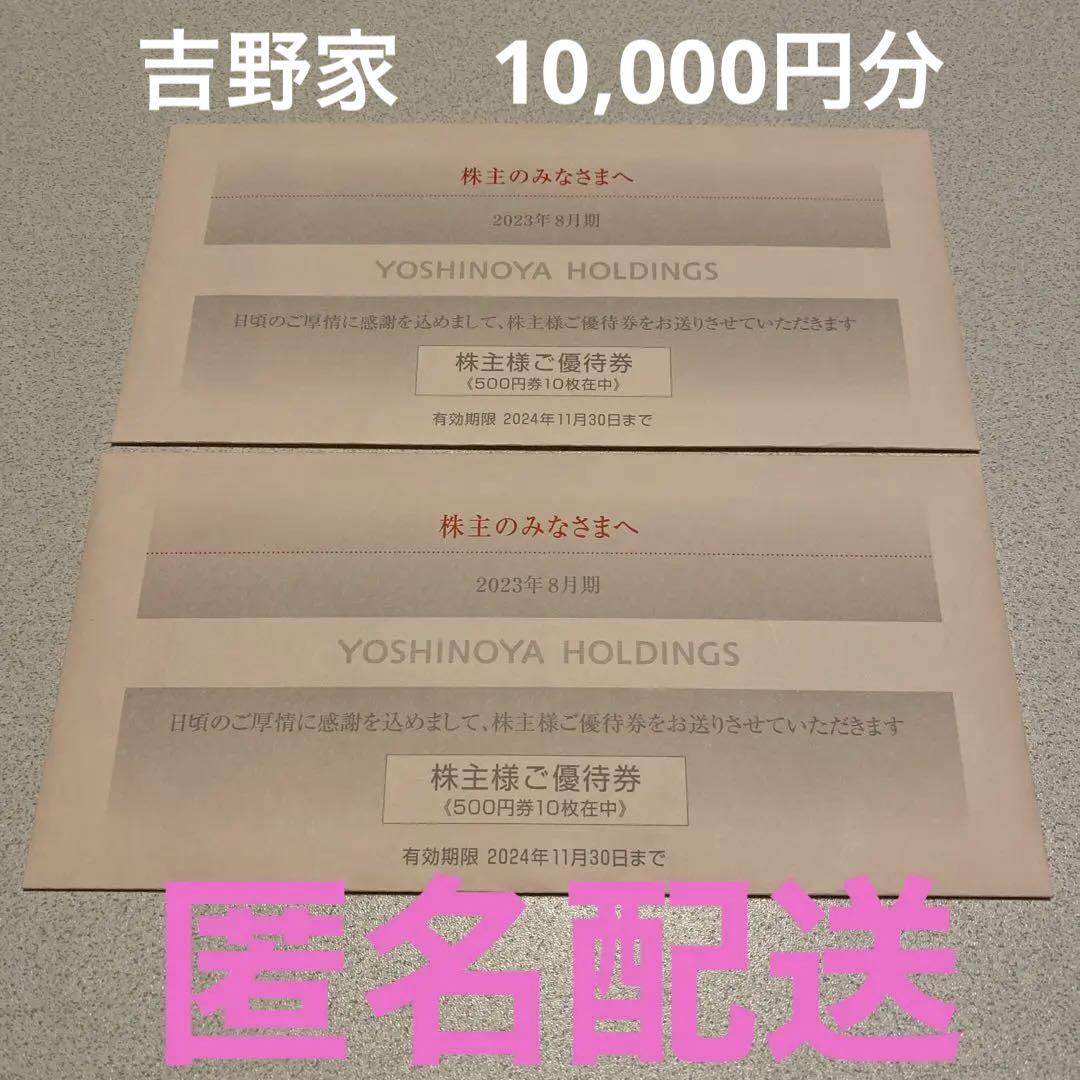 吉野家　10,000円分
株主のみなさまへ
2023年8月期
YOSHINOYA HOLDINGS
日頃のご厚情に感謝を込めまして、株主様ご優待券をお送りさせていただきます
株主様ご優待券
《500円券10枚在中》
有効期限 2024年11月30日まで
株主のみなさまへ
2023年8月期
YOSHINOYA HOLDINGS
日頃のご厚情に感謝を込めまして、株主様ご優待券をお送りさせていただきます
株主様ご優待券
《500円券10枚在中》
有効期限 2024年11月30日まで
匿名配送